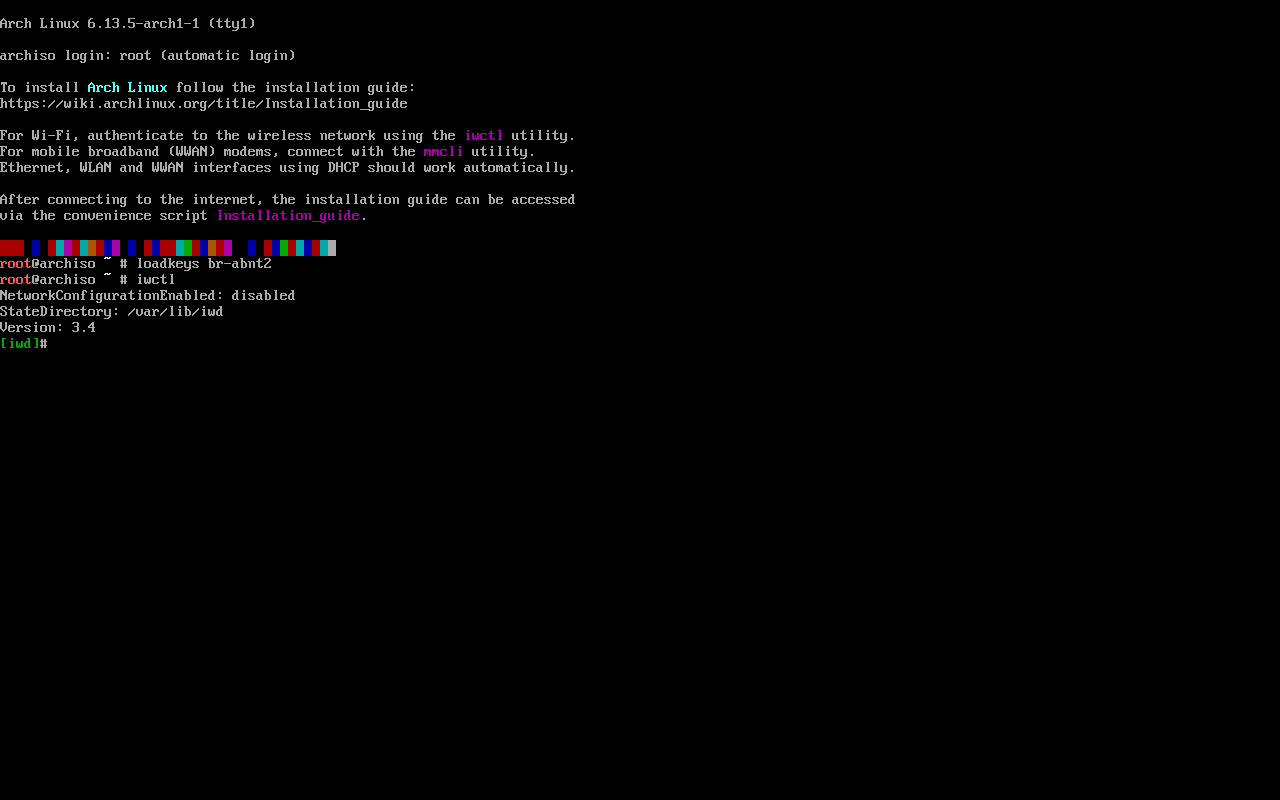 Arch Linux 6.13.5-arch1-1 (tty1)
archiso login: root (automatic login)
To install Arch Linux follow the installation guide:
https://wiki.archlinux.org/title/Installation_guide
For Wi-Fi, authenticate to the wireless network using the iwctl utility.
For mobile broadband (WWAN) modems, connect with the mmcli utility.
Ethernet, WLAN and WWAN interfaces using DHCP should work automatically.
After connecting to the internet, the installation guide can be accessed
via the convenience script Installation_guide.
root@archiso ~ # loadkeys br-abnt2
root@archiso ~ # iwctl
NetworkConfigurationEnabled: disabled
StateDirectory: /var/lib/iwd
Version: 3.4
[iwd]#